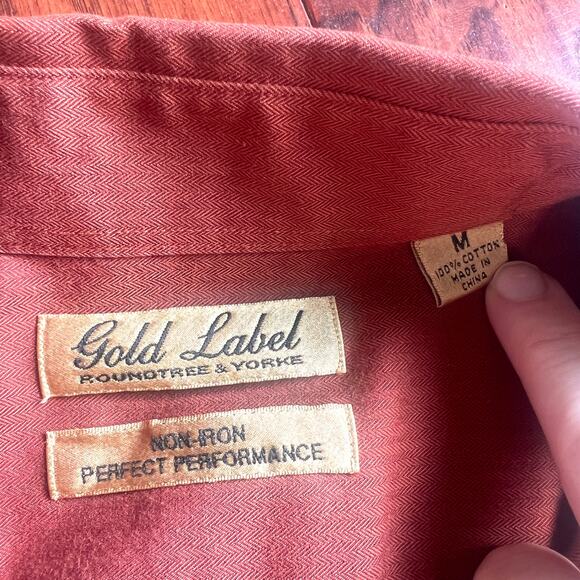 M
100% COTTON
MADE IN
CHINA
Gold Label
ROUNDTREE & YORKE
NON-IRON
PERFECT PERFORMANCE